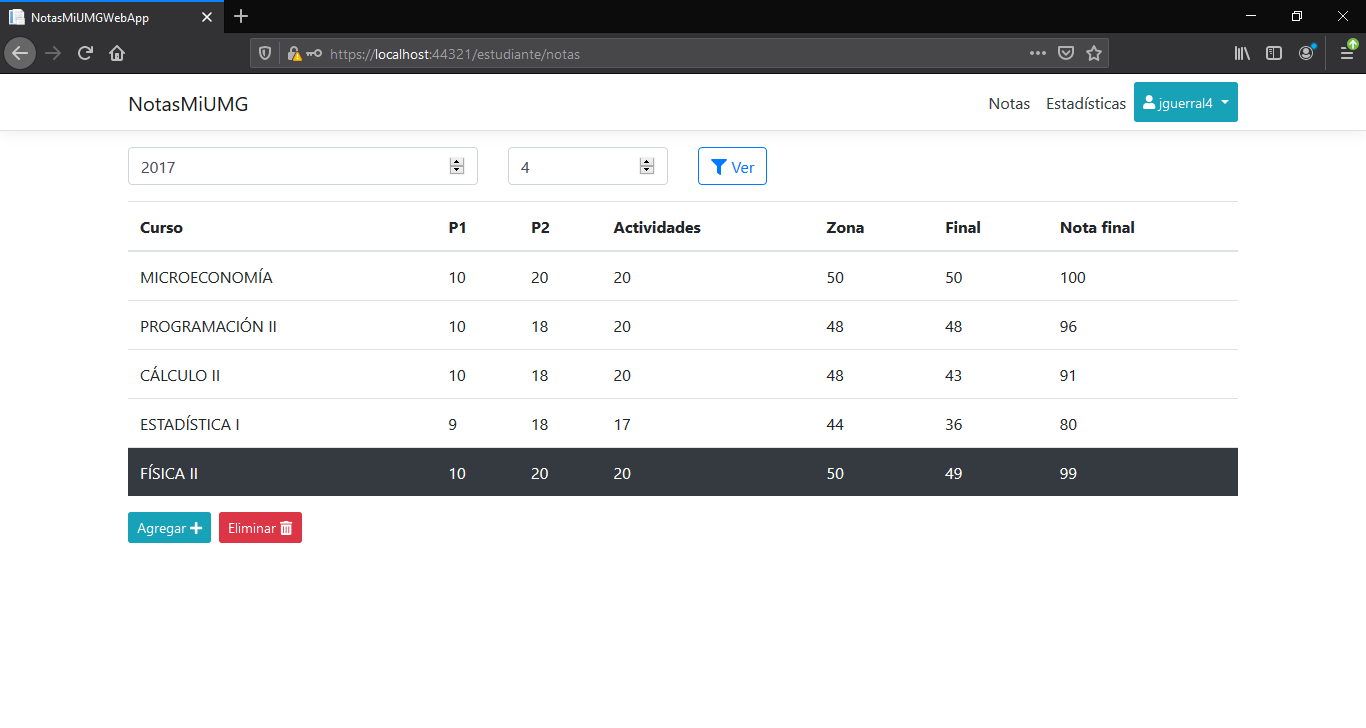 NotasMiUMGWebApp
https://localhost:44321/estudiante/notas
NotasMiUMG Notas Estadísticas jguerral4
2017 4 Ver
Curso P1 P2 Actividades Zona Final Nota final
MICROECONOMÍA 10 20 20 50 50 100
PROGRAMACIÓN II 10 18 20 48 48 96
CÁLCULO II 10 18 20 48 43 91
ESTADÍSTICA I 9 18 17 44 36 80
FÍSICA II 10 20 20 50 49 99
Agregar Eliminar